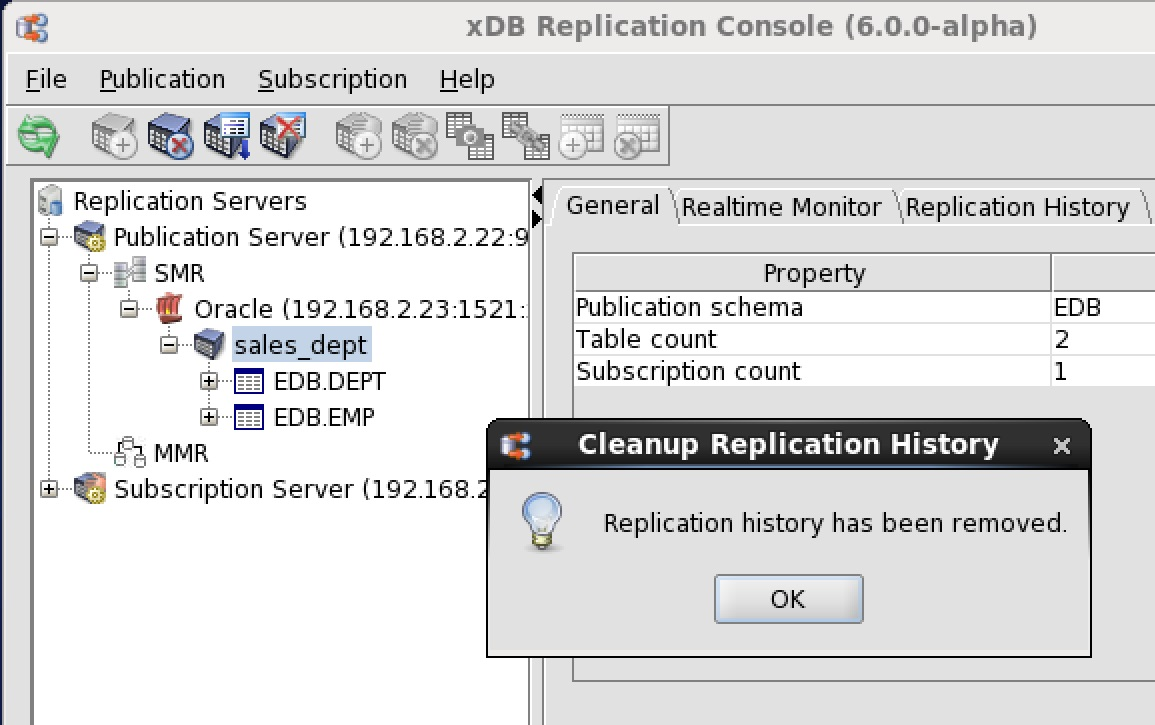 xDB Replication Console (6.0.0-alpha)
File Publication Subscription Help
Replication Servers
Publication Server (192.168.2.22:9
SMR
Oracle (192.168.2.23:1521:
sales_dept
EDB.DEPT
EDB.EMP
MMR
Subscription Server (192.168.2
General Realtime Monitor Replication History
Property
Publication schema EDB
Table count 2
Subscription count 1
Cleanup Replication History
Replication history has been removed.
OK